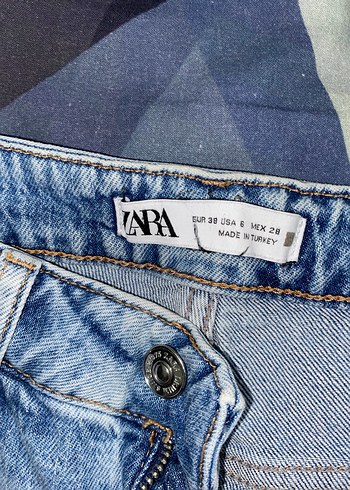 ZARA
EUR 38 USA 6 MEX 28
MADE IN TURKEY